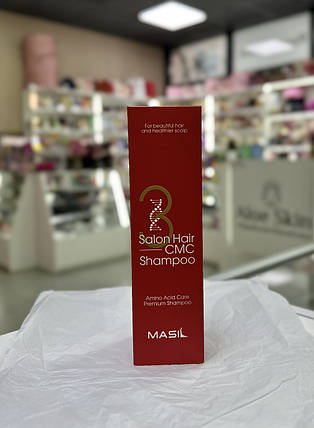 For beautiful hair
and healthier scalp
3
Salon Hair
CMC
Shampoo
Amino Acid Care
Premium Shampoo
MASIL